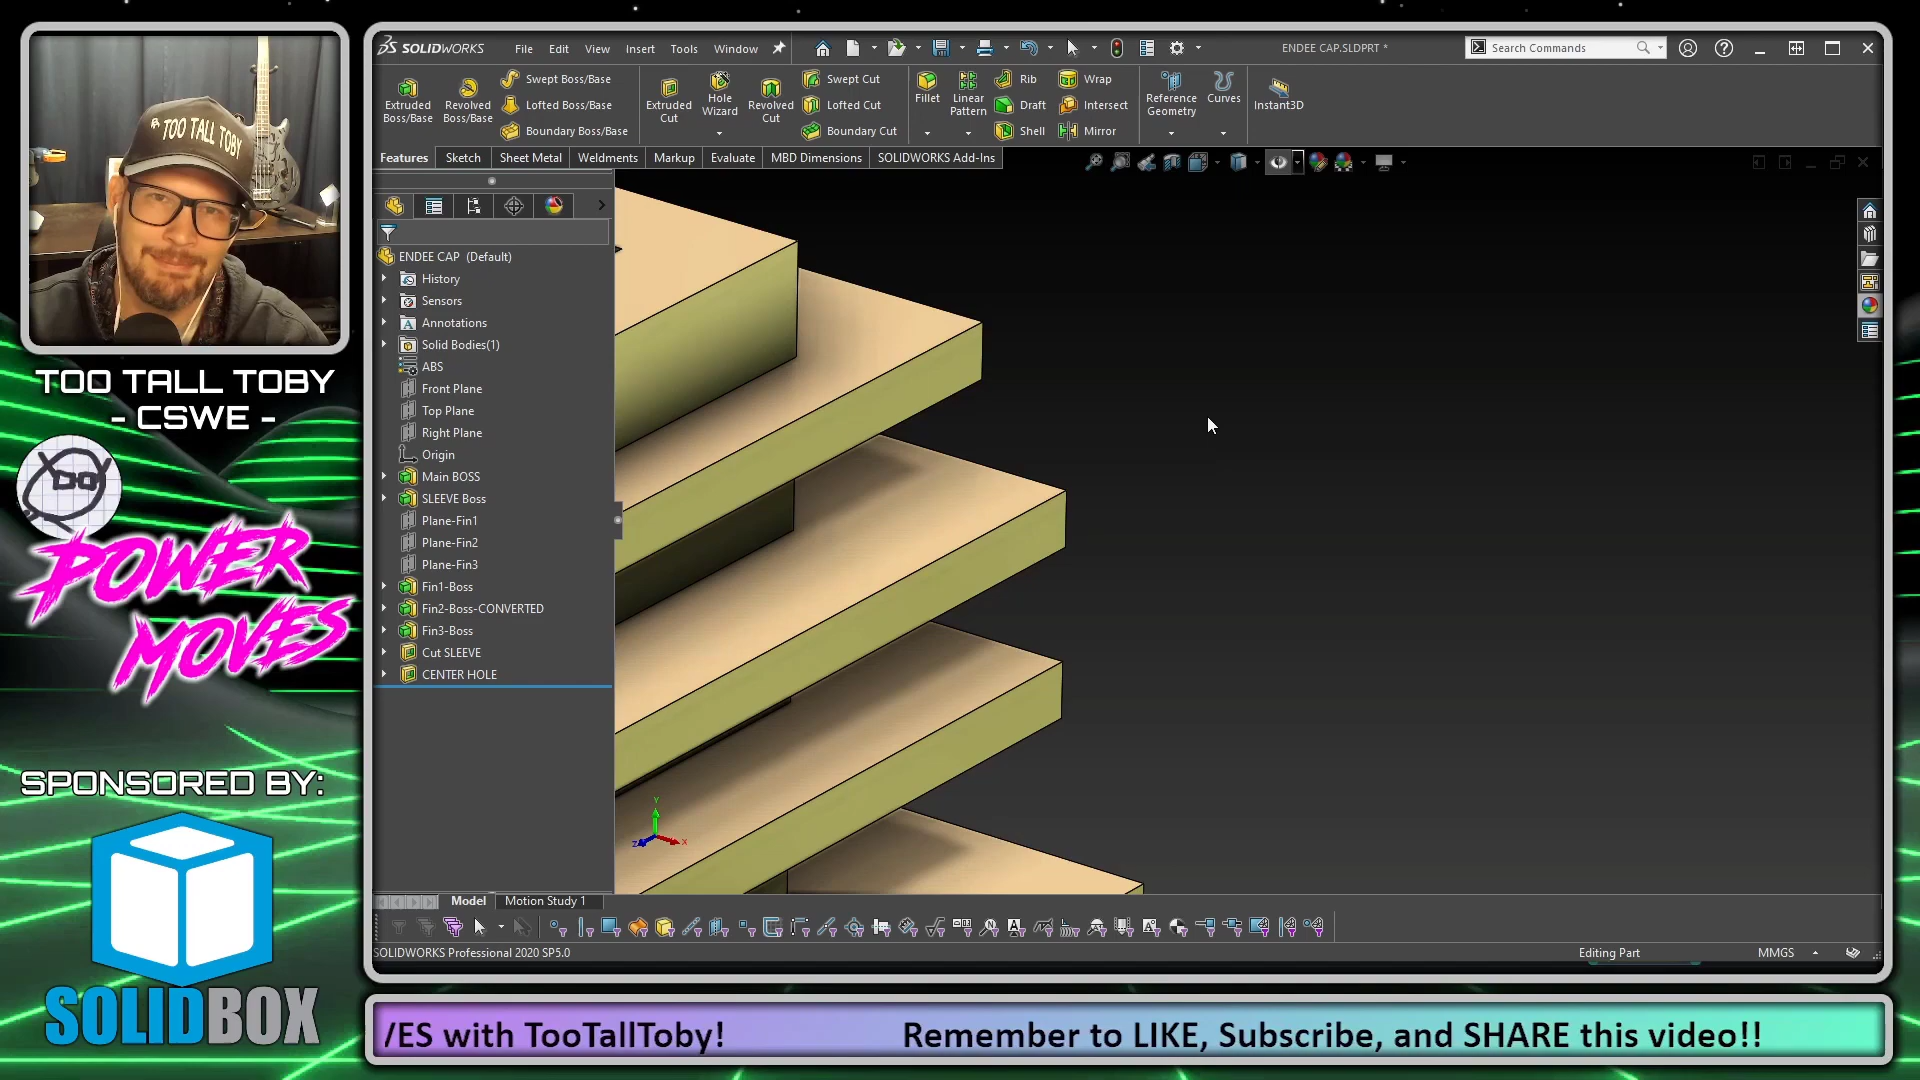 TOO TALL TOBY
TOO TALL TOBY
- CSWE -
POWER
MOVES
SPONSORED BY:
SOLIDBOX
SOLIDWORKS
File Edit View Insert Tools Window
ENDEE CAP.SLDPRT *
Search Commands
Extruded Boss/Base
Revolved Boss/Base
Swept Boss/Base
Lofted Boss/Base
Boundary Boss/Base
Extruded Cut
Hole Wizard
Revolved Cut
Swept Cut
Lofted Cut
Boundary Cut
Fillet
Linear Pattern
Rib
Draft
Shell
Wrap
Intersect
Mirror
Reference Geometry
Curves
Instant3D
Features Sketch Sheet Metal Weldments Markup Evaluate MBD Dimensions SOLIDWORKS Add-Ins
ENDEE CAP (Default)
History
Sensors
Annotations
Solid Bodies(1)
ABS
Front Plane
Top Plane
Right Plane
Origin
Main BOSS
SLEEVE Boss
Plane-Fin1
Plane-Fin2
Plane-Fin3
Fin1-Boss
Fin2-Boss-CONVERTED
Fin3-Boss
Cut SLEEVE
CENTER HOLE
Y
Z X
Model Motion Study 1
SOLIDWORKS Professional 2020 SP5.0
Editing Part
MMGS
/ES with TooTallToby! Remember to LIKE, Subscribe, and SHARE this video!!